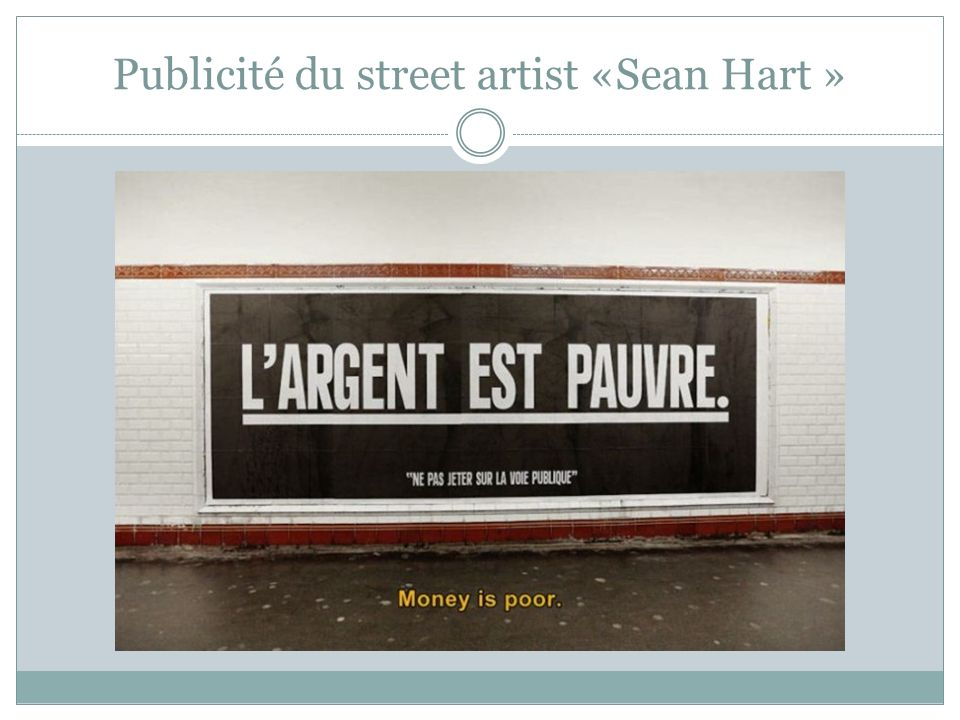 Publicité du street artist «Sean Hart »
L'ARGENT EST PAUVRE.
"NE PAS JETER SUR LA VOIE PUBLIQUE"
Money is poor.